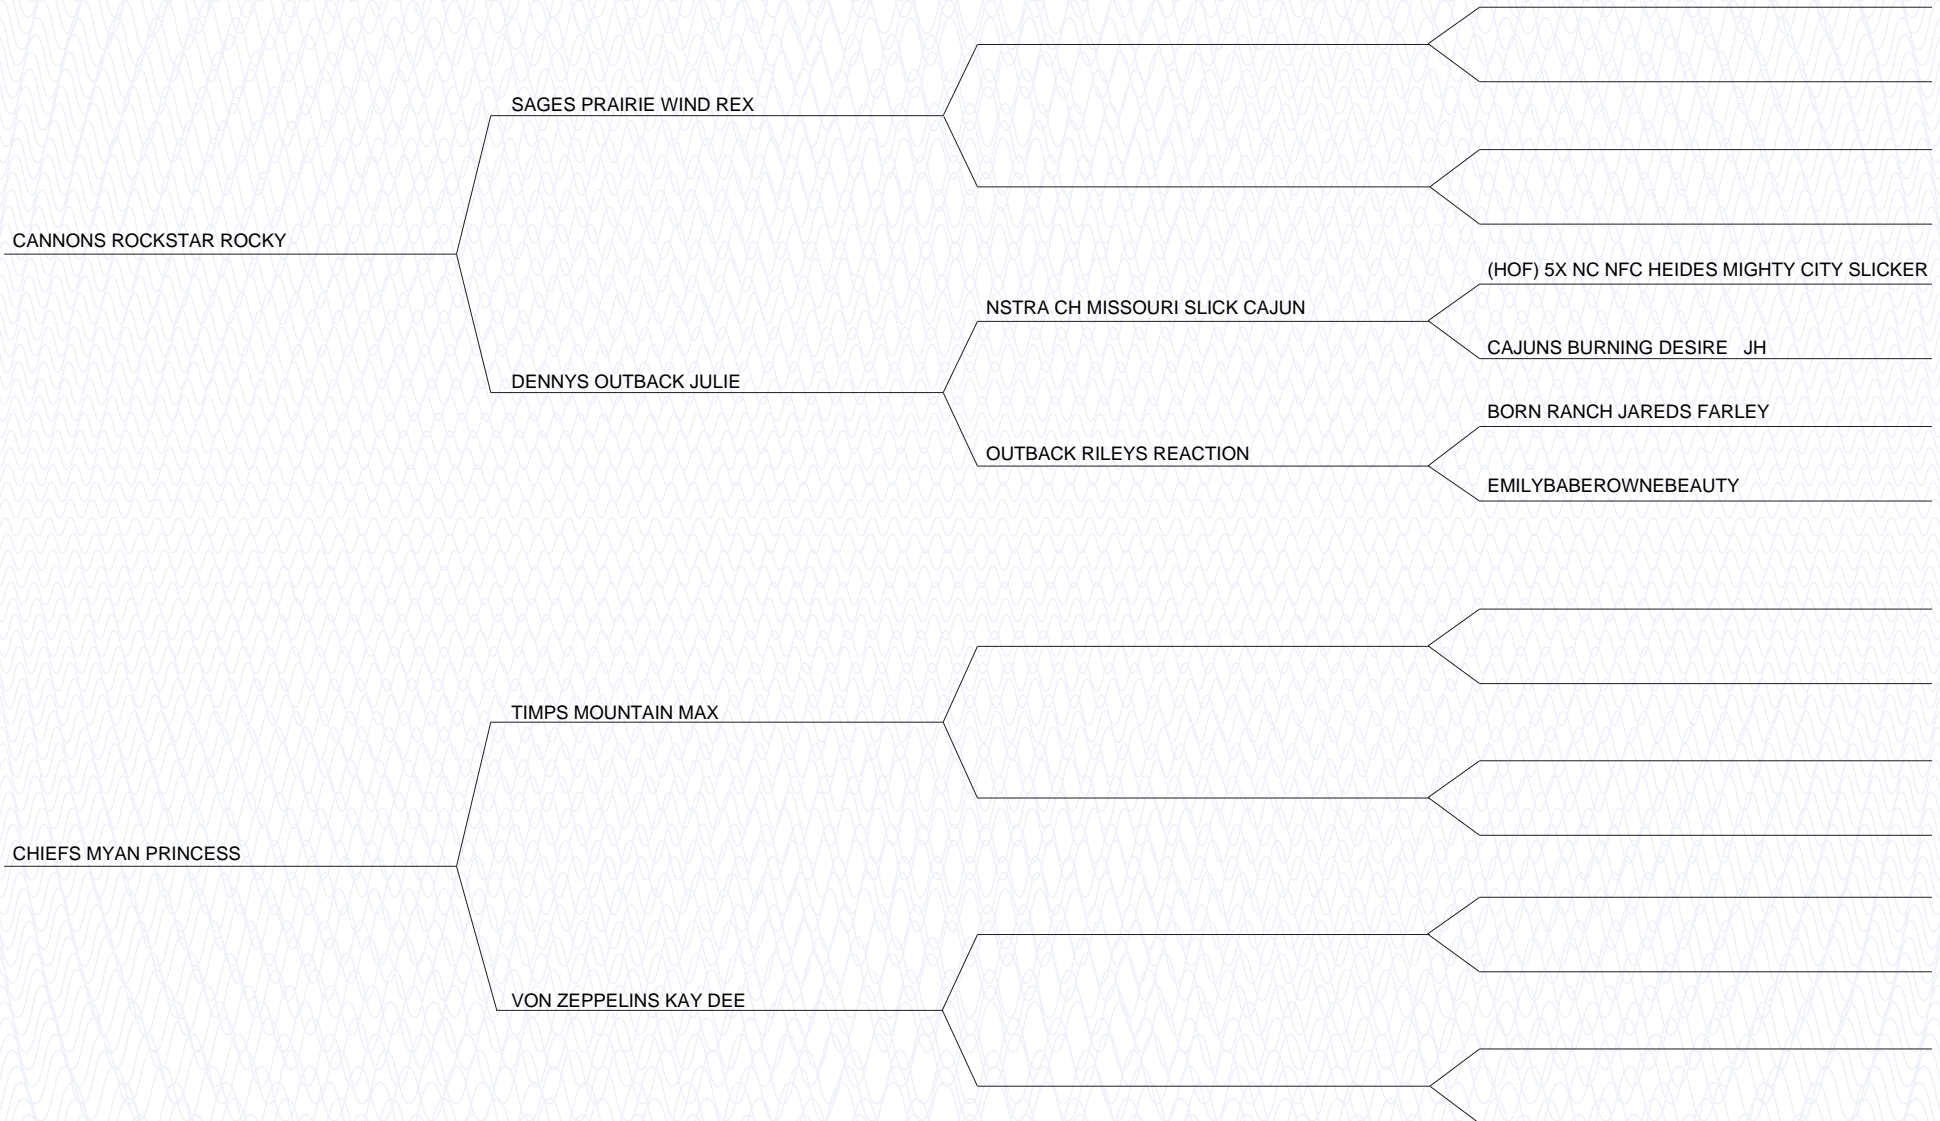 SAGES PRAIRIE WIND REX
CANNONS ROCKSTAR ROCKY
(HOF) 5X NC NFC HEIDES MIGHTY CITY SLICKER
NSTRA CH MISSOURI SLICK CAJUN
CAJUNS BURNING DESIRE JH
DENNYS OUTBACK JULIE
BORN RANCH JAREDS FARLEY
OUTBACK RILEYS REACTION
EMILYBABEROWNEBEAUTY
TIMPS MOUNTAIN MAX
CHIEFS MYAN PRINCESS
VON ZEPPELINS KAY DEE